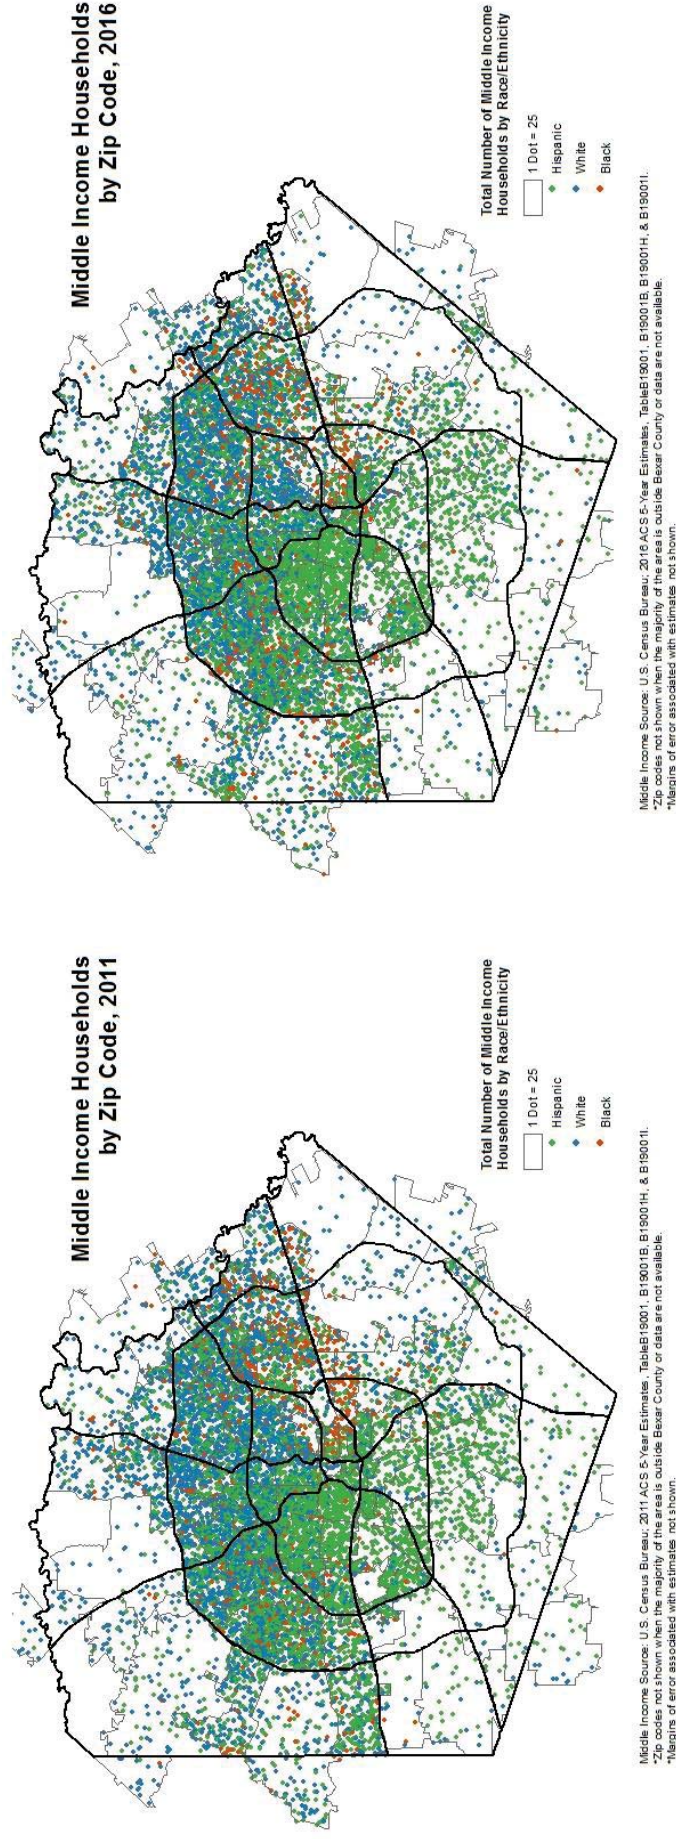 Middle Income Households
by Zip Code, 2011
Total Number of Middle Income
Households by Race/Ethnicity
1 Dot = 25
Hispanic
White
Black
Middle Income Source: U.S. Census Bureau; 2011 ACS 5-Year Estimates, TableB19001, B19001B, B19001H, & B19001I.
*Zip codes not shown when the majority of the area is outside Bexar County or data are not available.
*Margins of error associated with estimates not shown.
Middle Income Households
by Zip Code, 2016
Total Number of Middle Income
Households by Race/Ethnicity
1 Dot = 25
Hispanic
White
Black
Middle Income Source: U.S. Census Bureau; 2016 ACS 5-Year Estimates, TableB19001, B19001B, B19001H, & B19001I.
*Zip codes not shown when the majority of the area is outside Bexar County or data are not available.
*Margins of error associated with estimates not shown.